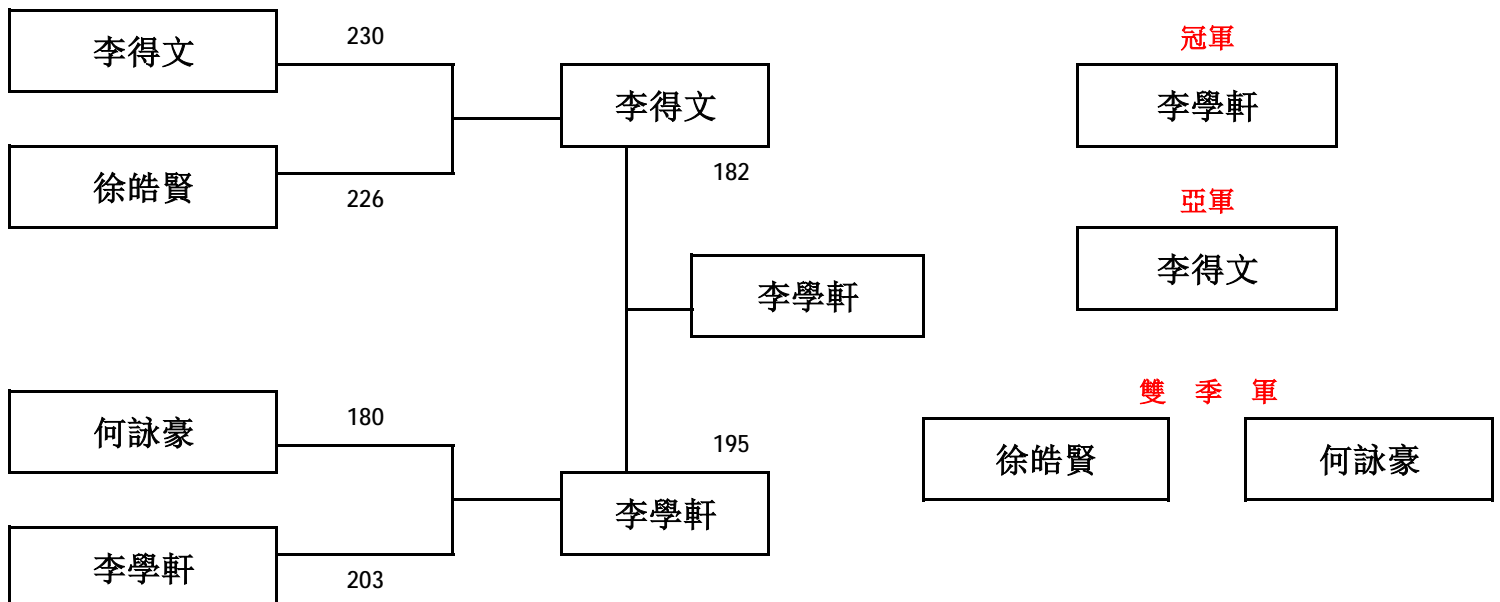 李得文
230
徐皓賢
226
李得文
182
李學軒
何詠豪
180
李學軒
203
195
李學軒
冠軍
李學軒
亞軍
李得文
雙 季 軍
徐皓賢 何詠豪